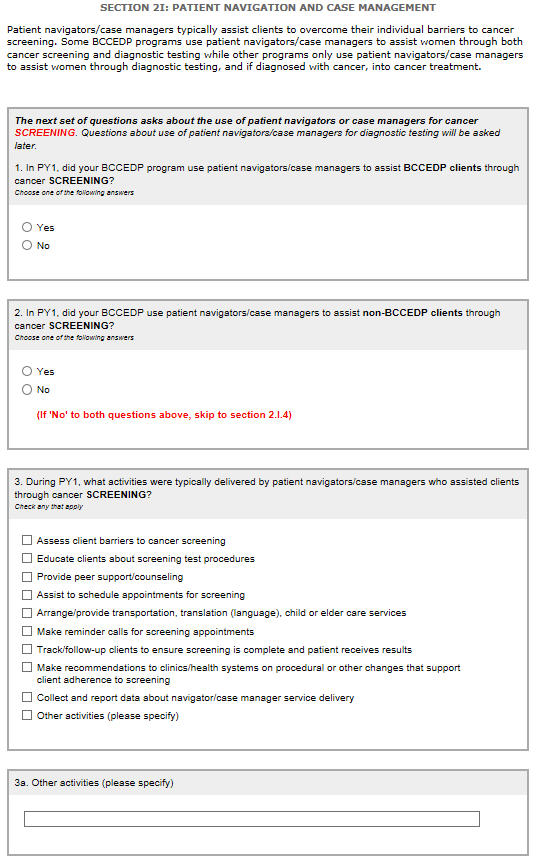 SECTION 2I: PATIENT NAVIGATION AND CASE MANAGEMENT
Patient navigators/case managers typically assist clients to overcome their individual barriers to cancer
screening. Some BCCEDP programs use patient navigators/case managers to assist women through both
cancer screening and diagnostic testing while other programs only use patient navigators/case managers
to assist women through diagnostic testing, and if diagnosed with cancer, into cancer treatment.
The next set of questions asks about the use of patient navigators or case managers for cancer
SCREENING. Questions about use of patient navigators/case managers for diagnostic testing will be asked
later.
1. In PY1, did your BCCEDP program use patient navigators/case managers to assist BCCEDP clients through
cancer SCREENING?
Choose one of the following answers
Yes
No
2. In PY1, did your BCCEDP use patient navigators/case managers to assist non-BCCEDP clients through
cancer SCREENING?
Choose one of the following answers
Yes
No
(If 'No' to both questions above, skip to section 2.I.4)
3. During PY1, what activities were typically delivered by patient navigators/case managers who assisted clients
through cancer SCREENING?
Check any that apply
Assess client barriers to cancer screening
Educate clients about screening test procedures
Provide peer support/counseling
Assist to schedule appointments for screening
Arrange/provide transportation, translation (language), child or elder care services
Make reminder calls for screening appointments
Track/follow-up clients to ensure screening is complete and patient receives results
Make recommendations to clinics/health systems on procedural or other changes that support
client adherence to screening
Collect and report data about navigator/case manager service delivery
Other activities (please specify)
3a. Other activities (please specify)